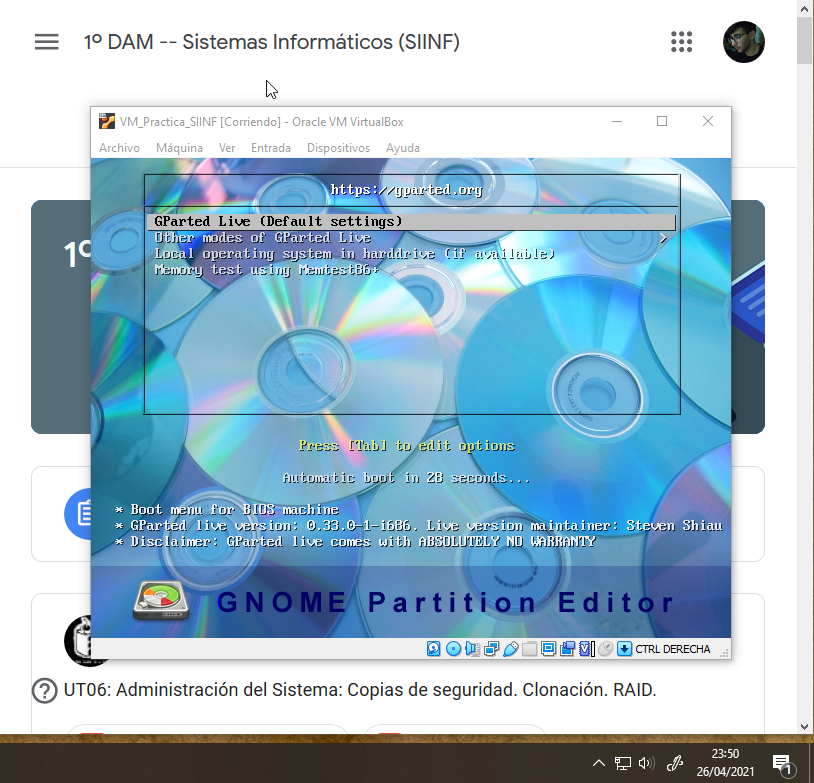 1º DAM -- Sistemas Informáticos (SIINF)
VM_Practica_SIINF [Corriendo] - Oracle VM VirtualBox
Archivo Máquina Ver Entrada Dispositivos Ayuda
https://gparted.org
1º
GParted Live (Default settings)
Other modes of GParted Live >
Local operating system in harddrive (if available)
Memory test using Memtest86+
Press [Tab] to edit options
Automatic boot in 28 seconds...
* Boot menu for BIOS machine
* GParted live version: 0.33.0-1-i686. Live version maintainer: Steven Shiau
* Disclaimer: GParted live comes with ABSOLUTELY NO WARRANTY
GNOME Partition Editor
CTRL DERECHA
UT06: Administración del Sistema: Copias de seguridad. Clonación. RAID.
23:50
26/04/2021
1